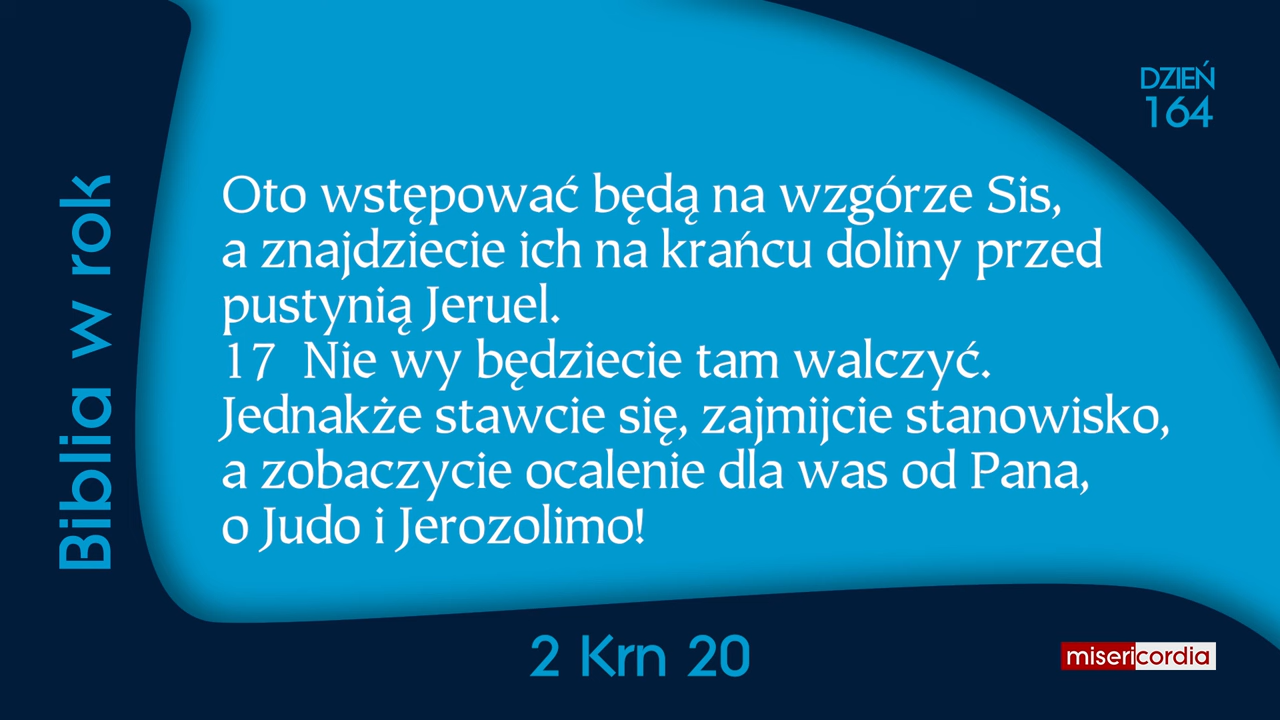 DZIEŃ
164
Biblia w rok
Oto wstępować będą na wzgórze Sis,
a znajdziecie ich na krańcu doliny przed
pustynią Jeruel.
17 Nie wy będziecie tam walczyć.
Jednakże stawcie się, zajmijcie stanowisko,
a zobaczycie ocalenie dla was od Pana,
o Judo i Jerozolimo!
2 Krn 20
misericordia